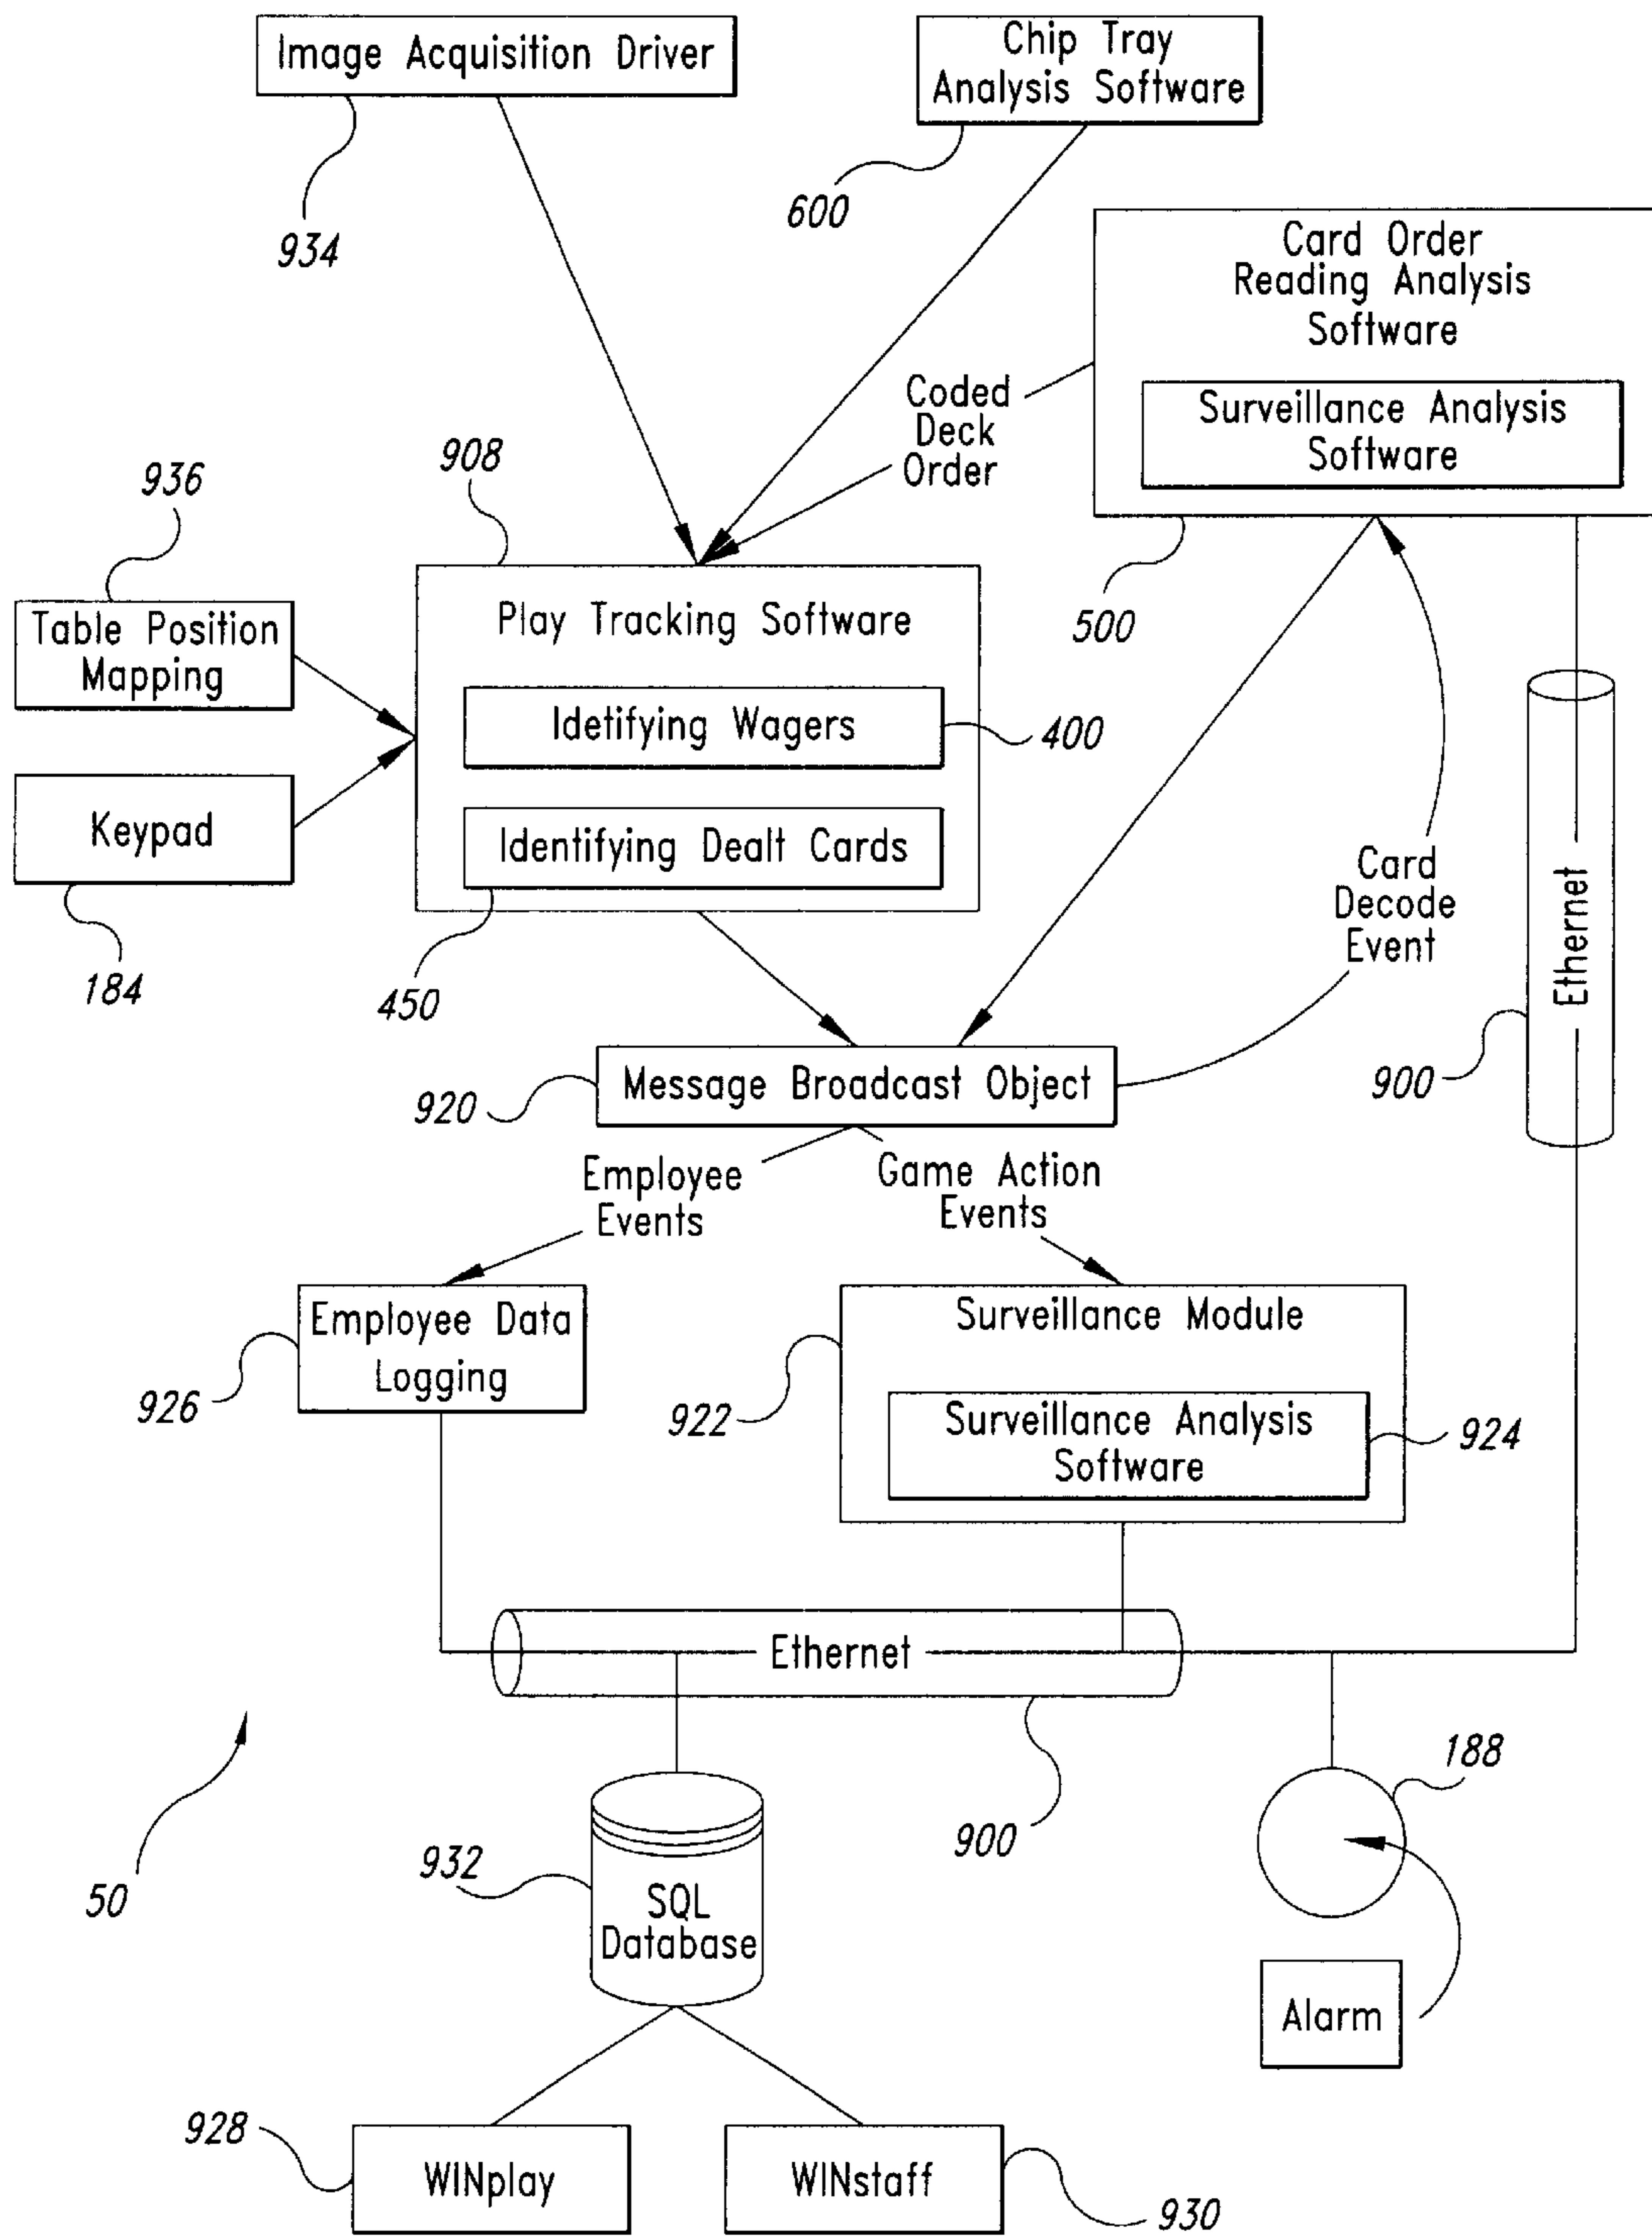 Image Acquisition Driver
934
Chip Tray
Analysis Software
600
Card Order
Reading Analysis
Software
Surveillance Analysis
Software
500
Coded
Deck
Order
908
936
Table Position
Mapping
Keypad
184
Play Tracking Software
Idetifying Wagers
400
Identifying Dealt Cards
450
Card
Decode
Event
Ethernet
900
Message Broadcast Object
920
Employee
Events
Game Action
Events
Employee Data
Logging
926
Surveillance Module
922
Surveillance Analysis
Software
924
Ethernet
900
50
188
932
SQL
Database
Alarm
928
WINplay
WINstaff
930